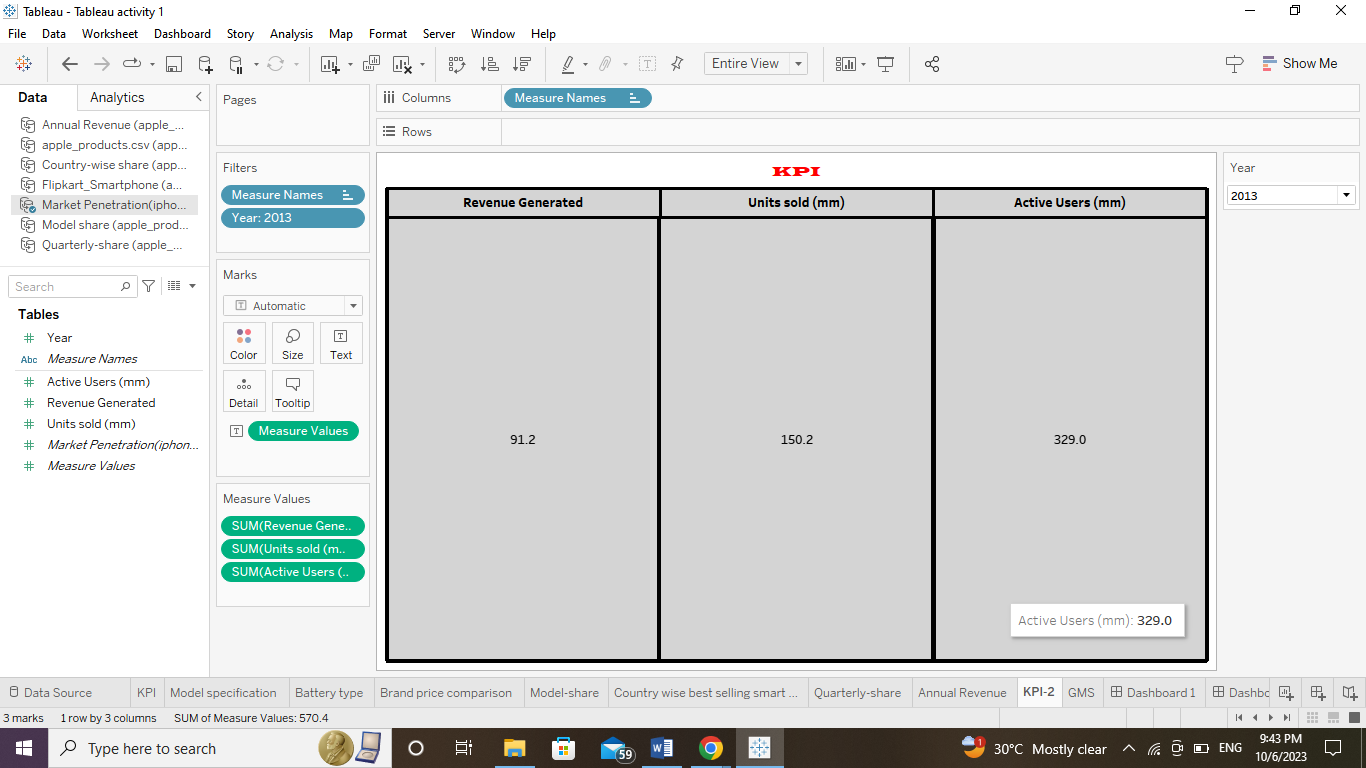 Tableau - Tableau activity 1
File Data Worksheet Dashboard Story Analysis Map Format Server Window Help
Entire View
Show Me
Data Analytics
Annual Revenue (apple_...
apple_products.csv (app...
Country-wise share (app...
Flipkart_Smartphone (a...
Market Penetration(ipho...
Model share (apple_prod...
Quarterly-share (apple_...
Search
Tables
Year
Abc Measure Names
Active Users (mm)
Revenue Generated
Units sold (mm)
Market Penetration(iphon...
Measure Values
Pages
Filters
Measure Names
Year: 2013
Marks
Automatic
Color Size Text
Detail Tooltip
Measure Values
Measure Values
SUM(Revenue Gene..
SUM(Units sold (m..
SUM(Active Users (..
Columns Measure Names
Rows
KPI
Revenue Generated Units sold (mm) Active Users (mm)
91.2 150.2 329.0
Active Users (mm): 329.0
Year
2013
Data Source KPI Model specification Battery type Brand price comparison Model-share Country wise best selling smart ... Quarterly-share Annual Revenue KPI-2 GMS Dashboard 1 Dashbc
3 marks 1 row by 3 columns SUM of Measure Values: 570.4
Type here to search
59
1
30°C Mostly clear
ENG
9:43 PM
10/6/2023